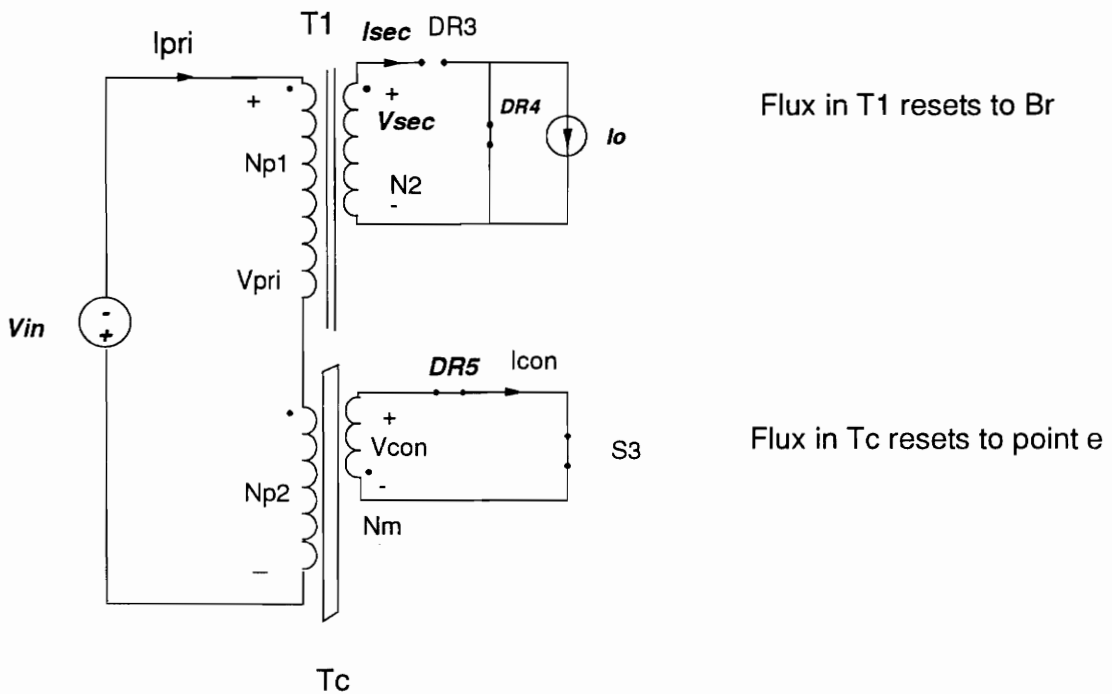 T1
Ipri
Isec DR3
+
+
Vsec
DR4
Io
Flux in T1 resets to Br
Np1
N2
-
Vpri
Vin
-
+
DR5
Icon
+
Vcon
S3
Flux in Tc resets to point e
Np2
-
Nm
–
Tc